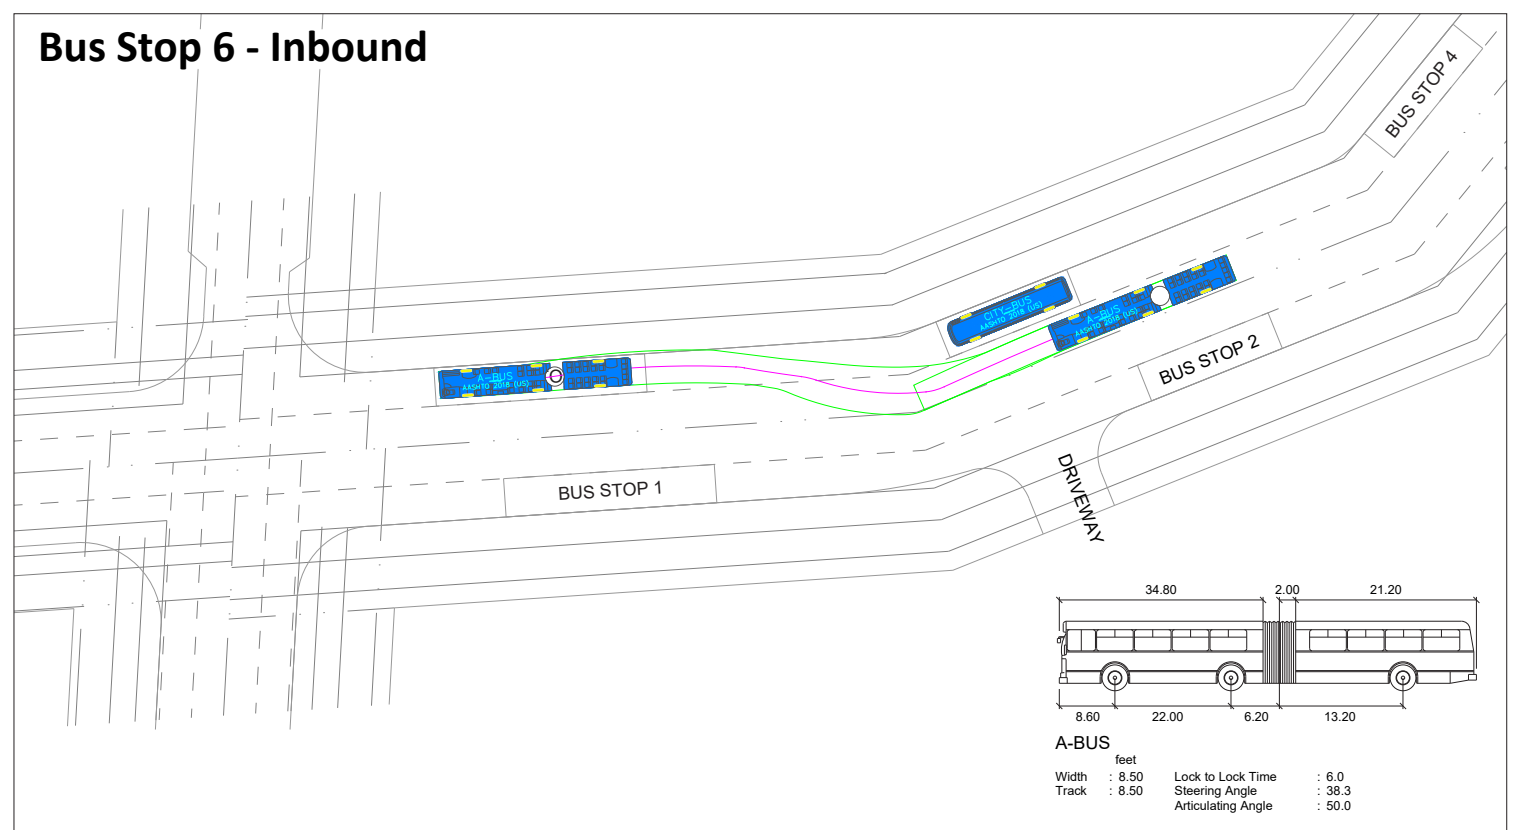 Bus Stop 6 - Inbound
BUS STOP 4
CITY-BUS
AASHTO 2018 (US)
A-BUS
AASHTO 2018 (US)
BUS STOP 2
A-BUS
AASHTO 2018 (US)
DRIVEWAY
BUS STOP 1
34.80 2.00 21.20
8.60 22.00 6.20 13.20
A-BUS
feet
Width : 8.50 Lock to Lock Time : 6.0
Track : 8.50 Steering Angle : 38.3
Articulating Angle : 50.0